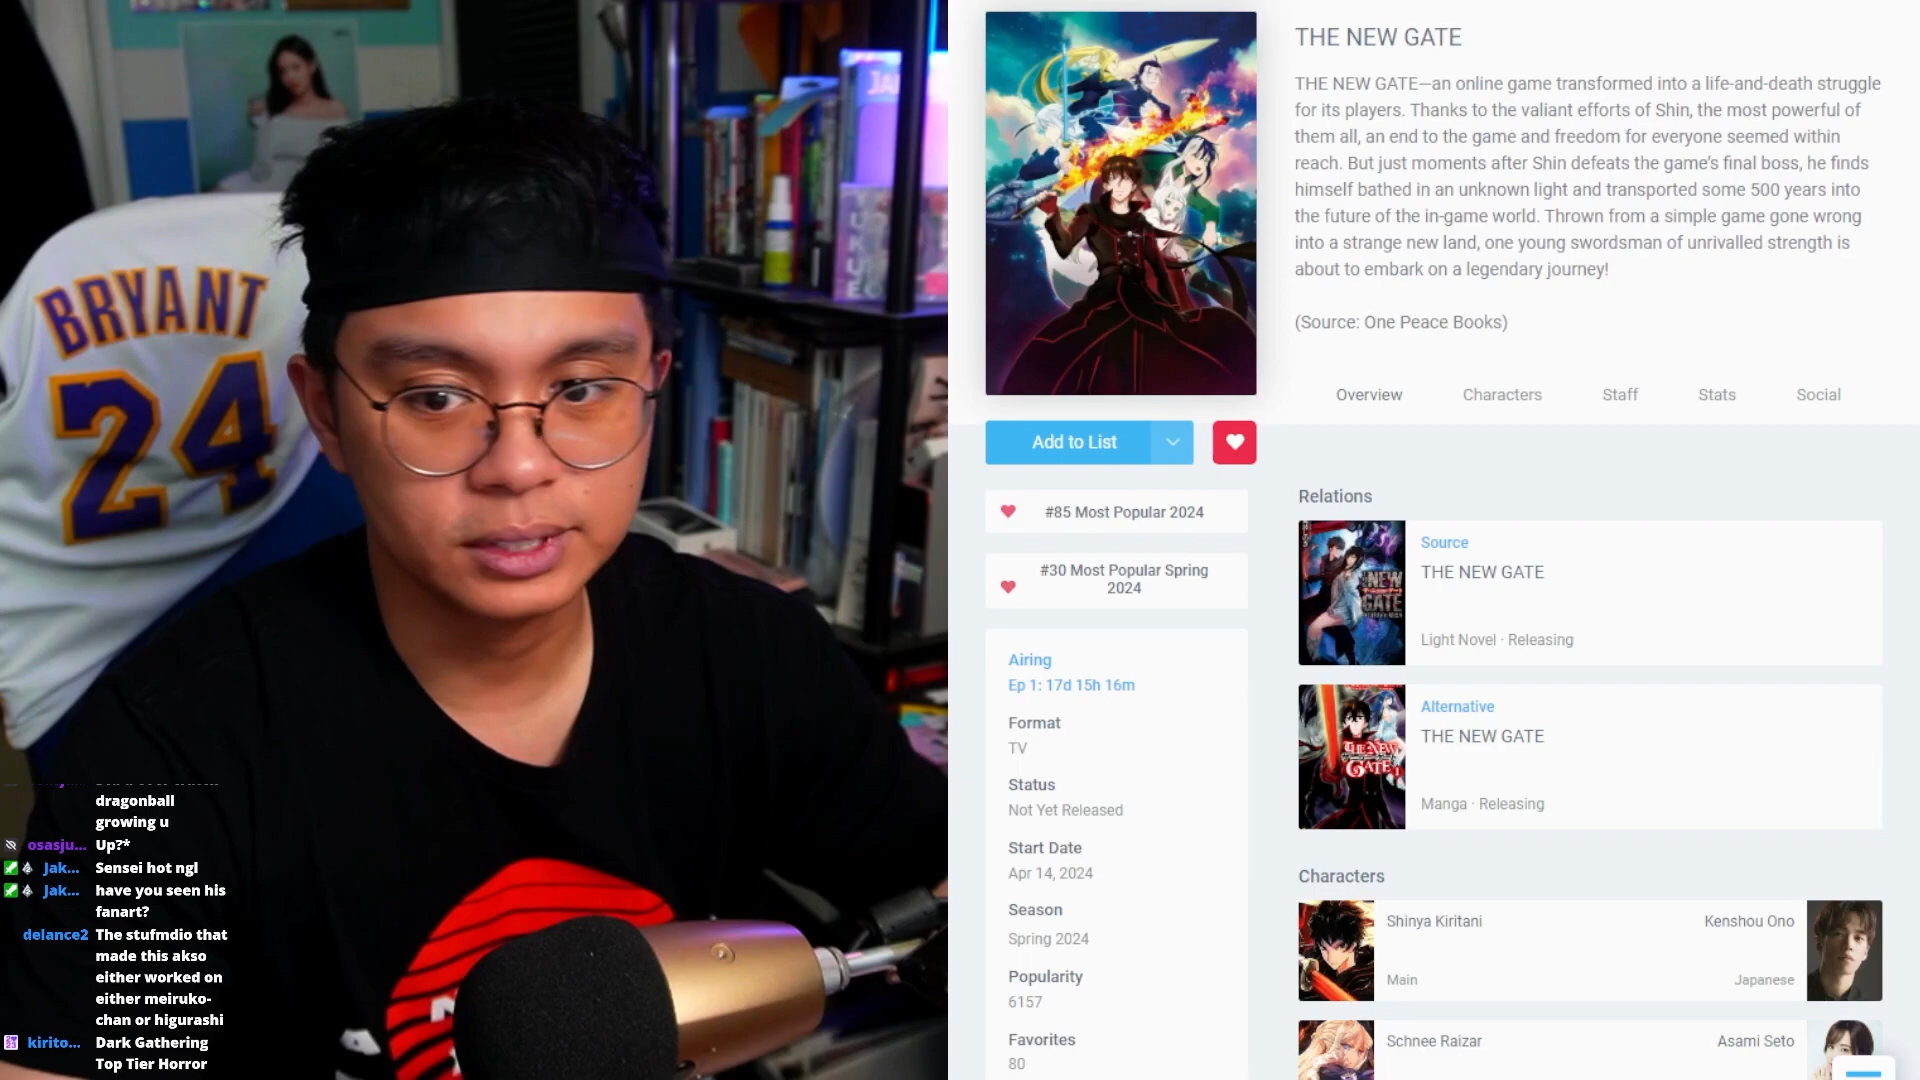 BRYANT
24
dragonball
growing u
osasju... Up?*
Jak... Sensei hot ngl
Jak... have you seen his
fanart?
delance2 The stufmdio that
made this akso
either worked on
either meiruko-
chan or higurashi
kirito... Dark Gathering
Top Tier Horror
THE NEW GATE
THE NEW GATE—an online game transformed into a life-and-death struggle
for its players. Thanks to the valiant efforts of Shin, the most powerful of
them all, an end to the game and freedom for everyone seemed within
reach. But just moments after Shin defeats the game's final boss, he finds
himself bathed in an unknown light and transported some 500 years into
the future of the in-game world. Thrown from a simple game gone wrong
into a strange new land, one young swordsman of unrivalled strength is
about to embark on a legendary journey!
(Source: One Peace Books)
Overview Characters Staff Stats Social
Add to List
#85 Most Popular 2024
#30 Most Popular Spring
2024
Airing
Ep 1: 17d 15h 16m
Format
TV
Status
Not Yet Released
Start Date
Apr 14, 2024
Season
Spring 2024
Popularity
6157
Favorites
80
Relations
Source
THE NEW GATE
Light Novel · Releasing
NEW
GATE
Alternative
THE NEW GATE
Manga · Releasing
THE NEW
GATE 1
Characters
Shinya Kiritani Kenshou Ono
Main Japanese
Schnee Raizar Asami Seto